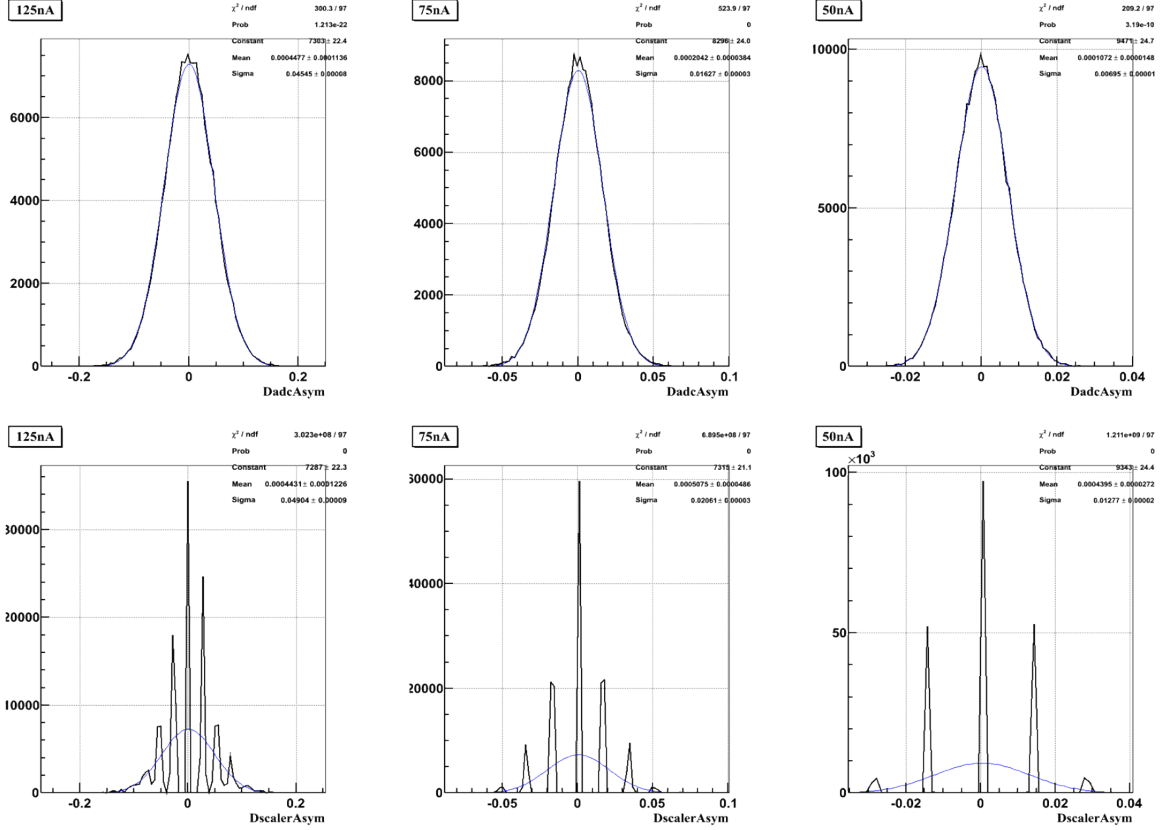 125nA
χ² / ndf 300.3 / 97
Prob 1.213e-22
Constant 7303 ± 22.4
Mean 0.0004477 ± 0.0001136
Sigma 0.04545 ± 0.00008
6000
4000
2000
0
-0.2 0 0.2
DadcAsym
75nA
χ² / ndf 523.9 / 97
Prob 0
Constant 8296 ± 24.0
Mean 0.0002042 ± 0.0000384
Sigma 0.01627 ± 0.00003
8000
6000
4000
2000
0
-0.05 0 0.05 0.1
DadcAsym
50nA
χ² / ndf 209.2 / 97
Prob 3.19e-10
Constant 9471 ± 24.7
Mean 0.0001072 ± 0.0000148
Sigma 0.00695 ± 0.00001
10000
5000
0
-0.02 0 0.02 0.04
DadcAsym
125nA
χ² / ndf 3.023e+08 / 97
Prob 0
Constant 7287 ± 22.3
Mean 0.0004431 ± 0.0001226
Sigma 0.04904 ± 0.00009
30000
20000
10000
0
-0.2 0 0.2
DscalerAsym
75nA
χ² / ndf 6.895e+08 / 97
Prob 0
Constant 7315 ± 21.1
Mean 0.0005075 ± 0.0000486
Sigma 0.02061 ± 0.00003
60000
40000
20000
0
-0.05 0 0.05 0.1
DscalerAsym
50nA
χ² / ndf 1.211e+09 / 97
Prob 0
Constant 9343 ± 24.4
Mean 0.0004395 ± 0.0000272
Sigma 0.01277 ± 0.00002
×10³
100
50
0
-0.02 0 0.02 0.04
DscalerAsym